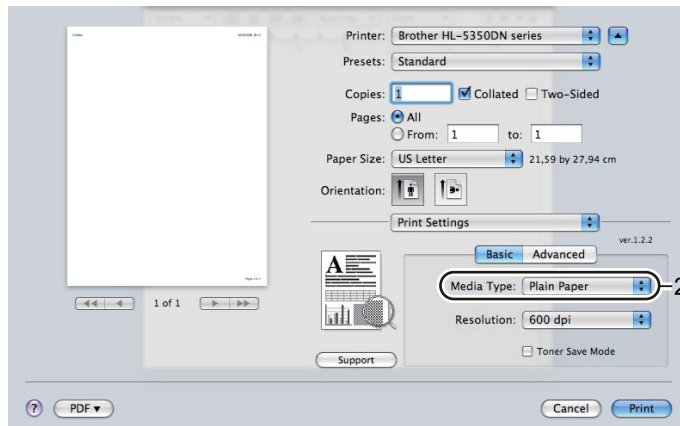 Printer: Brother HL-5350DN series
Presets: Standard
Copies: 1 Collated Two-Sided
Pages: All
From: 1 to: 1
Paper Size: US Letter 21,59 by 27,94 cm
Orientation:
Print Settings
ver.1.2.2
Basic Advanced
Media Type: Plain Paper 2
Resolution: 600 dpi
Toner Save Mode
1 of 1
A
Support
? PDF Cancel Print